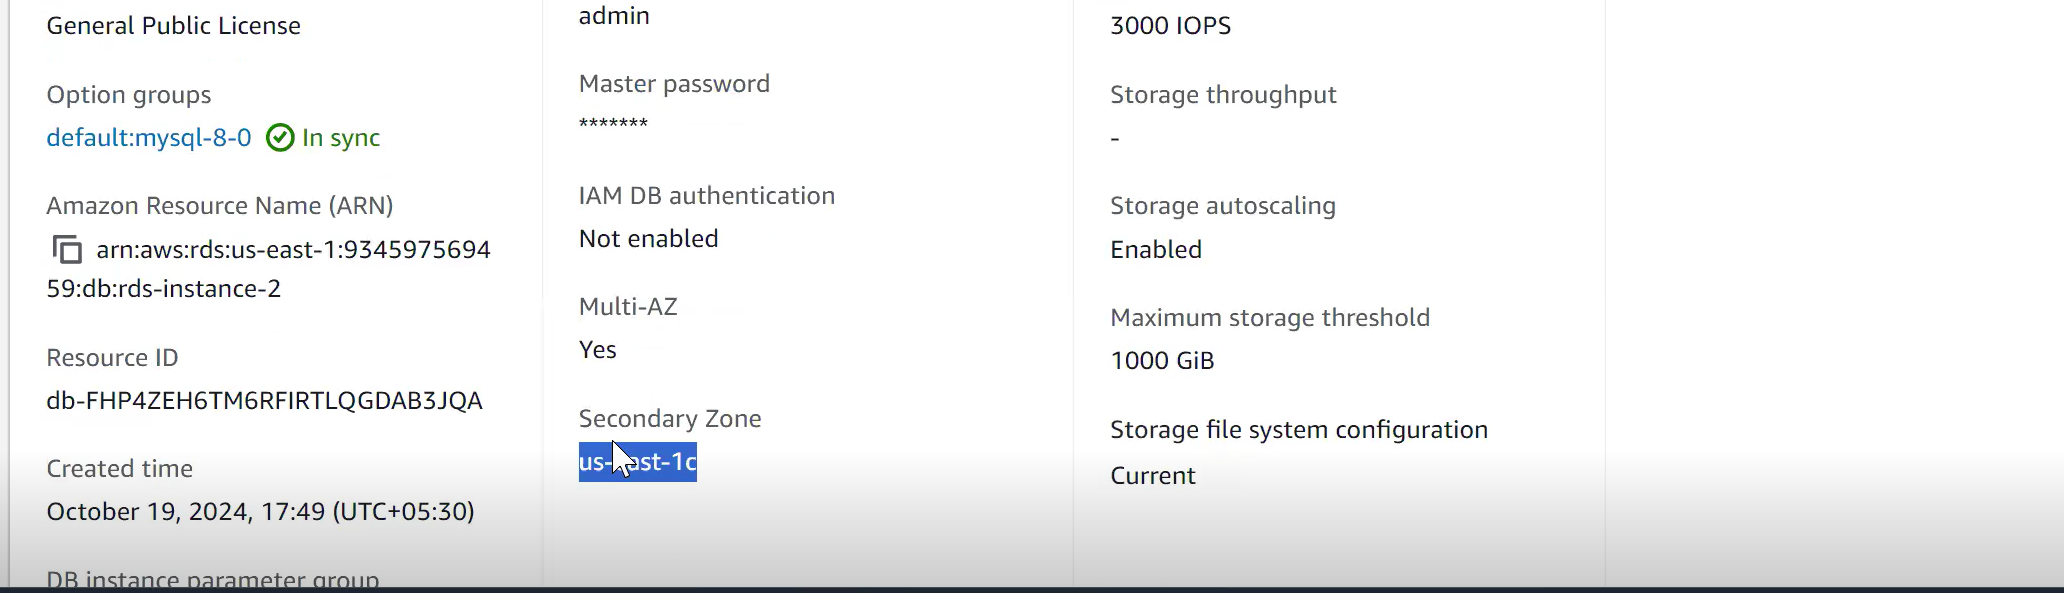 General Public License
Option groups
default:mysql-8-0 In sync
Amazon Resource Name (ARN)
arn:aws:rds:us-east-1:9345975694
59:db:rds-instance-2
Resource ID
db-FHP4ZEH6TM6RFIRTLQGDAB3JQA
Created time
October 19, 2024, 17:49 (UTC+05:30)
DB instance parameter group
admin
Master password
*******
IAM DB authentication
Not enabled
Multi-AZ
Yes
Secondary Zone
us-east-1c
3000 IOPS
Storage throughput
-
Storage autoscaling
Enabled
Maximum storage threshold
1000 GiB
Storage file system configuration
Current